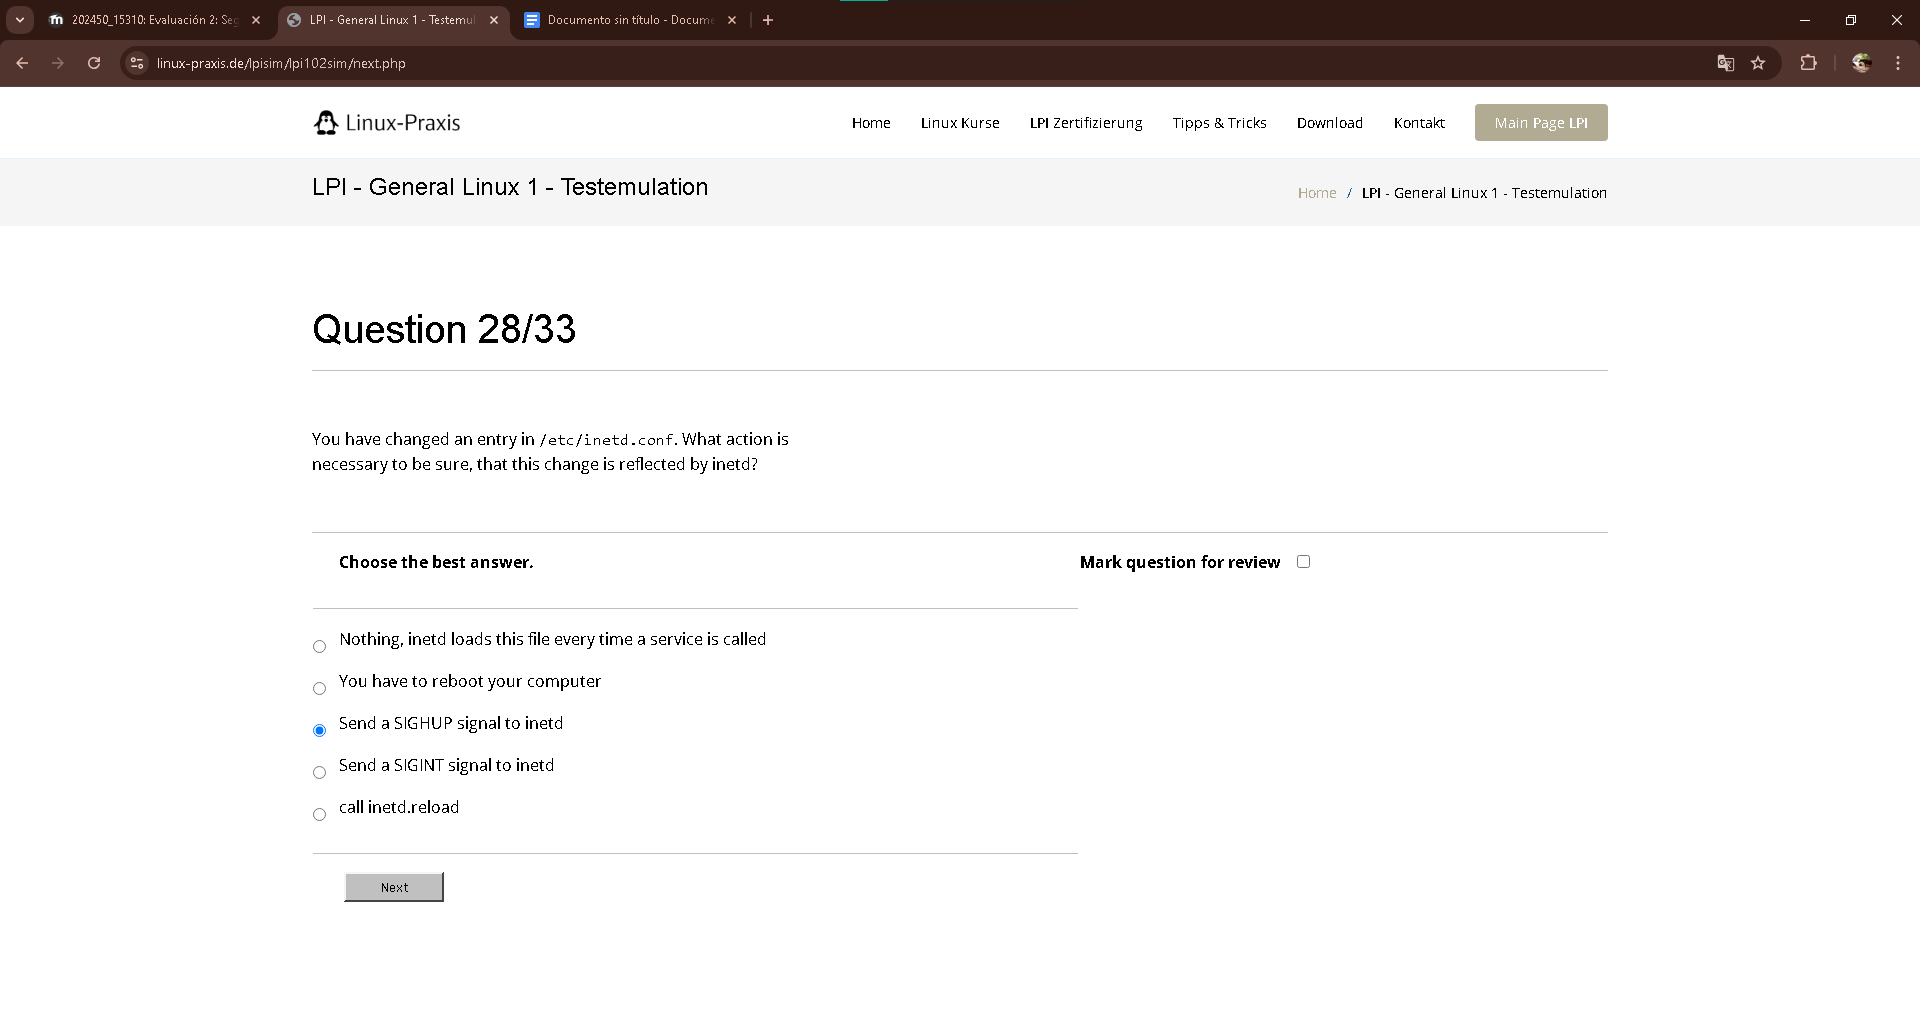 202450_15310: Evaluación 2: Seg
LPI - General Linux 1 - Testemul
Documento sin título - Docume
linux-praxis.de/lpisim/lpi102sim/next.php
Linux-Praxis
Home
Linux Kurse
LPI Zertifizierung
Tipps & Tricks
Download
Kontakt
Main Page LPI
LPI - General Linux 1 - Testemulation
Home / LPI - General Linux 1 - Testemulation
Question 28/33
You have changed an entry in /etc/inetd.conf. What action is
necessary to be sure, that this change is reflected by inetd?
Choose the best answer.
Mark question for review
Nothing, inetd loads this file every time a service is called
You have to reboot your computer
Send a SIGHUP signal to inetd
Send a SIGINT signal to inetd
call inetd.reload
Next